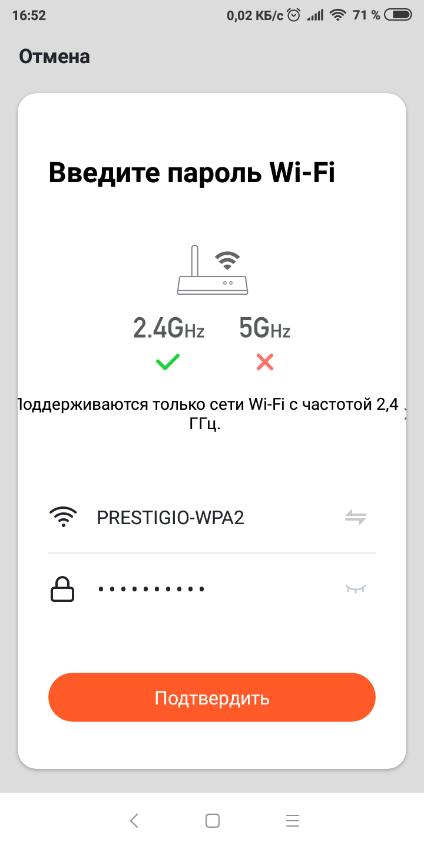 16:52 0,02 КБ/с 71 %
Отмена
Введите пароль Wi-Fi
2.4GHz 5GHz
Поддерживаются только сети Wi-Fi с частотой 2,4
ГГц.
PRESTIGIO-WPA2
••••••••••
Подтвердить